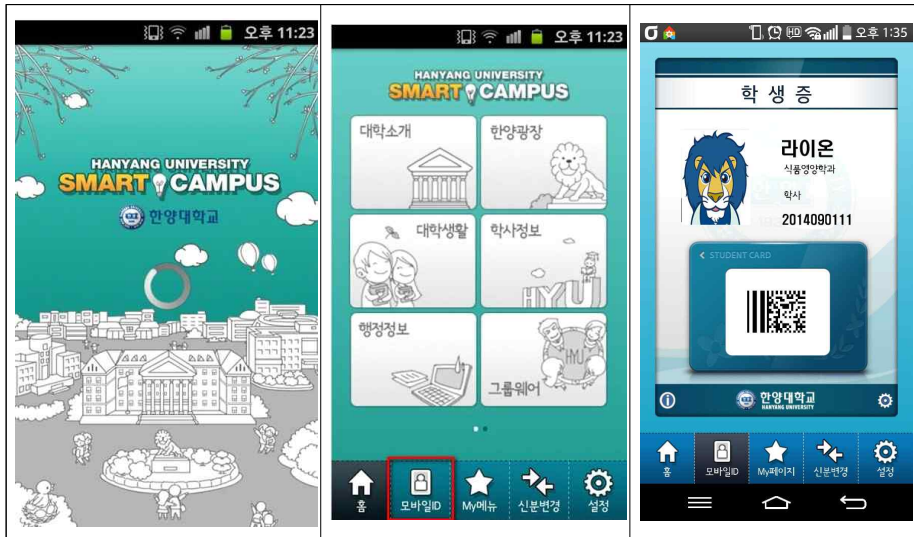 오후 11:23
HANYANG UNIVERSITY
SMART CAMPUS
한양대학교
오후 11:23
HANYANG UNIVERSITY
SMART CAMPUS
대학소개
한양광장
대학생활
학사정보
HYU
행정정보
HYU
그룹웨어
홈
모바일ID
My메뉴
신분변경
설정
HD
오후 1:35
학생증
라이온
식품영양학과
학사
2014090111
< STUDENT CARD
한양대학교
HANYANG UNIVERSITY
홈
모바일ID
My페이지
신분변경
설정